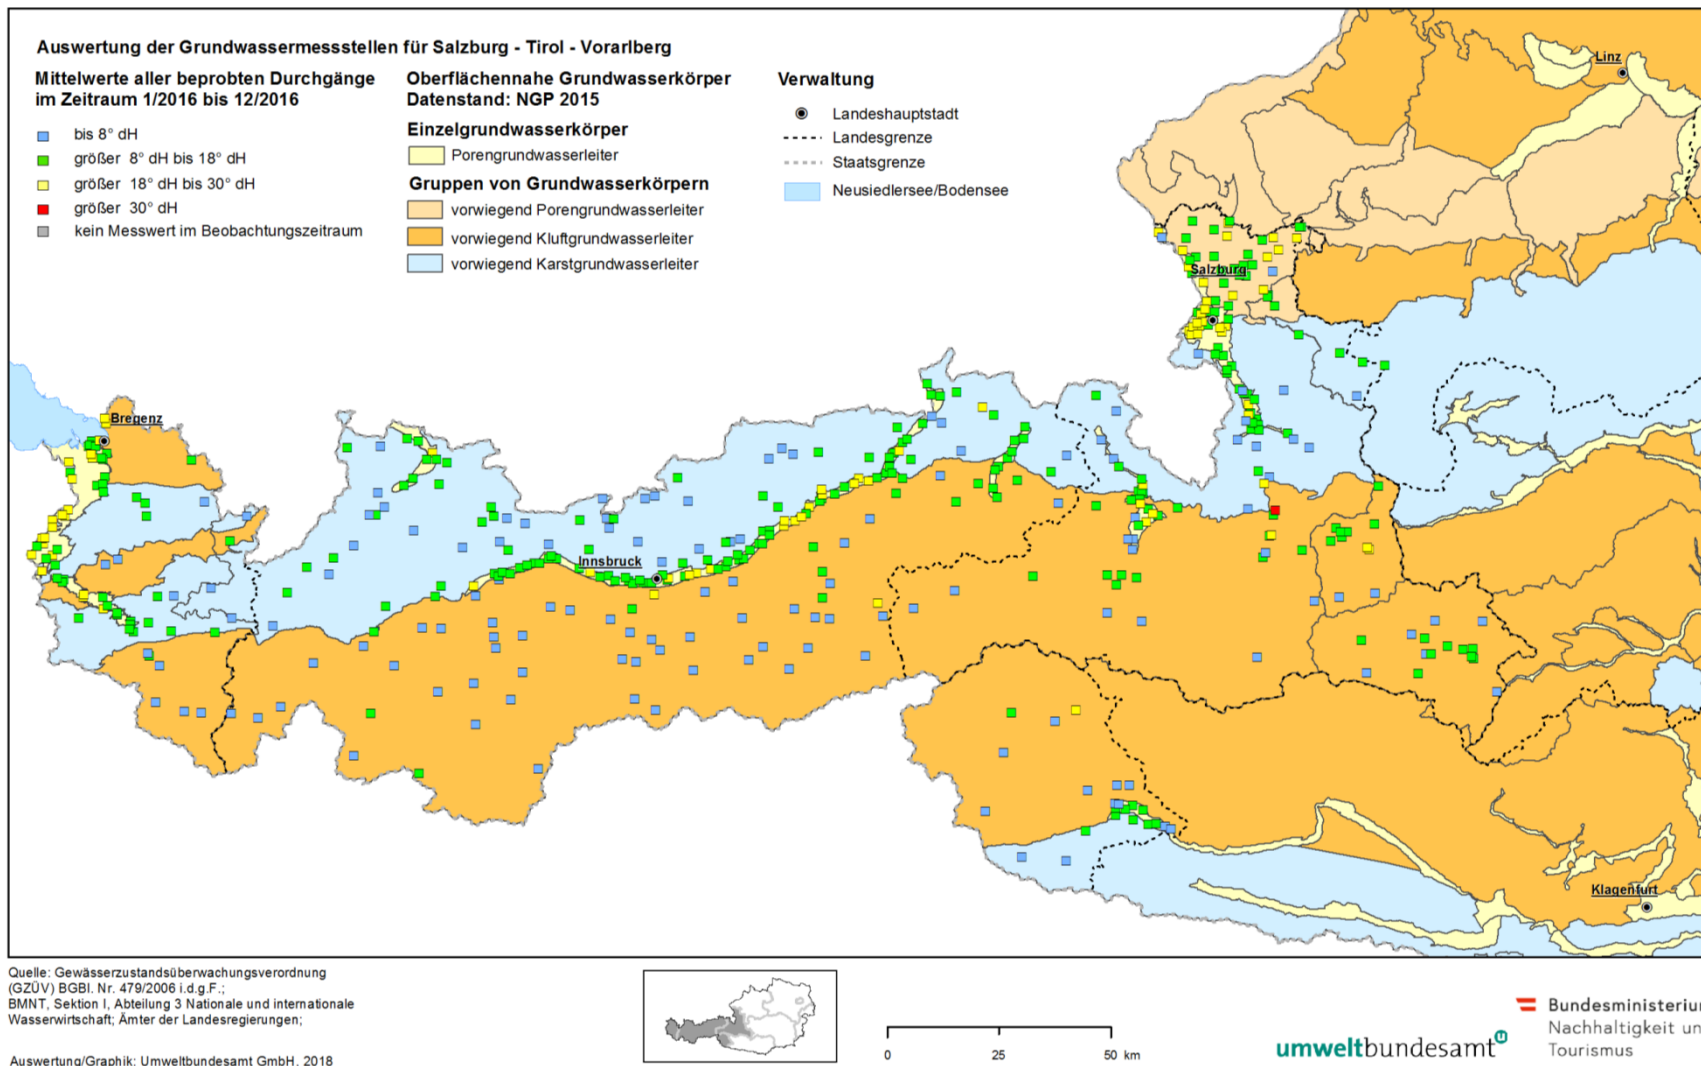 Auswertung der Grundwassermessstellen für Salzburg - Tirol - Vorarlberg
Mittelwerte aller beprobten Durchgänge
im Zeitraum 1/2016 bis 12/2016
bis 8° dH
größer 8° dH bis 18° dH
größer 18° dH bis 30° dH
größer 30° dH
kein Messwert im Beobachtungszeitraum
Oberflächennahe Grundwasserkörper
Datenstand: NGP 2015
Einzelgrundwasserkörper
Porengrundwasserleiter
Gruppen von Grundwasserkörpern
vorwiegend Porengrundwasserleiter
vorwiegend Kluftgrundwasserleiter
vorwiegend Karstgrundwasserleiter
Verwaltung
Landeshauptstadt
Landesgrenze
Staatsgrenze
Neusiedlersee/Bodensee
Linz
Salzburg
Bregenz
Innsbruck
Klagenfurt
Quelle: Gewässerzustandsüberwachungsverordnung
(GZÜV) BGBl. Nr. 479/2006 i.d.g.F.;
BMNT, Sektion I, Abteilung 3 Nationale und internationale
Wasserwirtschaft; Ämter der Landesregierungen;
Auswertung/Graphik: Umweltbundesamt GmbH, 2018
0 25 50 km
umweltbundesamt u
Bundesministerium
Nachhaltigkeit un
Tourismus